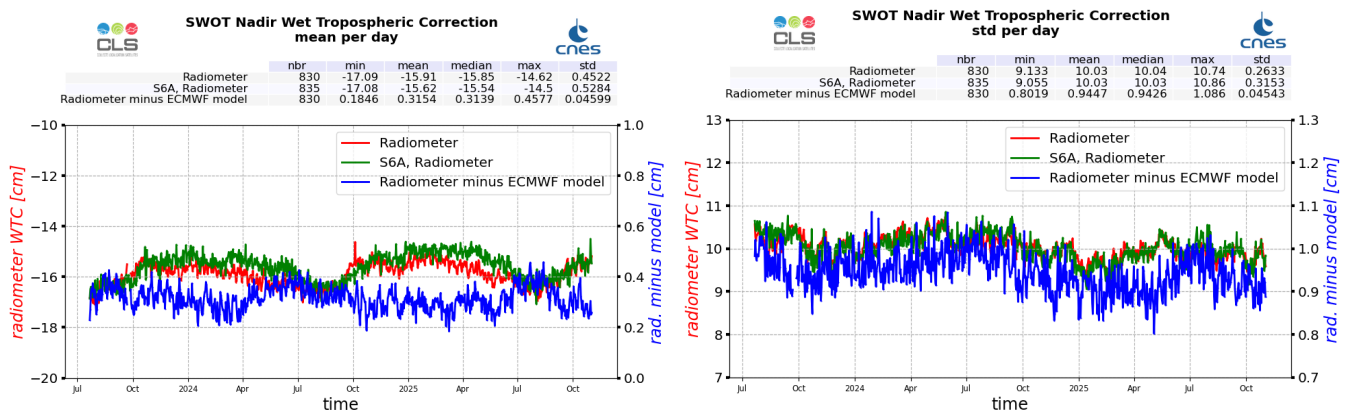 SWOT Nadir Wet Tropospheric Correction
mean per day
CLS
cnes
nbr min mean median max std
Radiometer 830 -17.09 -15.91 -15.85 -14.62 0.4522
S6A, Radiometer 835 -17.08 -15.62 -15.54 -14.5 0.5284
Radiometer minus ECMWF model 830 0.1846 0.3154 0.3139 0.4577 0.04599
−10 1.0
Radiometer
S6A, Radiometer
Radiometer minus ECMWF model
−12 0.8
−14 0.6
−16 0.4
−18 0.2
−20 0.0
radiometer WTC [cm]
rad. minus model [cm]
Jul Oct 2024 Apr Jul Oct 2025 Apr Jul Oct
time
SWOT Nadir Wet Tropospheric Correction
std per day
CLS
cnes
nbr min mean median max std
Radiometer 830 9.133 10.03 10.04 10.74 0.2633
S6A, Radiometer 835 9.055 10.03 10.03 10.86 0.3153
Radiometer minus ECMWF model 830 0.8019 0.9447 0.9426 1.086 0.04543
13 1.3
Radiometer
S6A, Radiometer
Radiometer minus ECMWF model
12 1.2
11 1.1
10 1.0
9 0.9
8 0.8
7 0.7
radiometer WTC [cm]
rad. minus model [cm]
Jul Oct 2024 Apr Jul Oct 2025 Apr Jul Oct
time